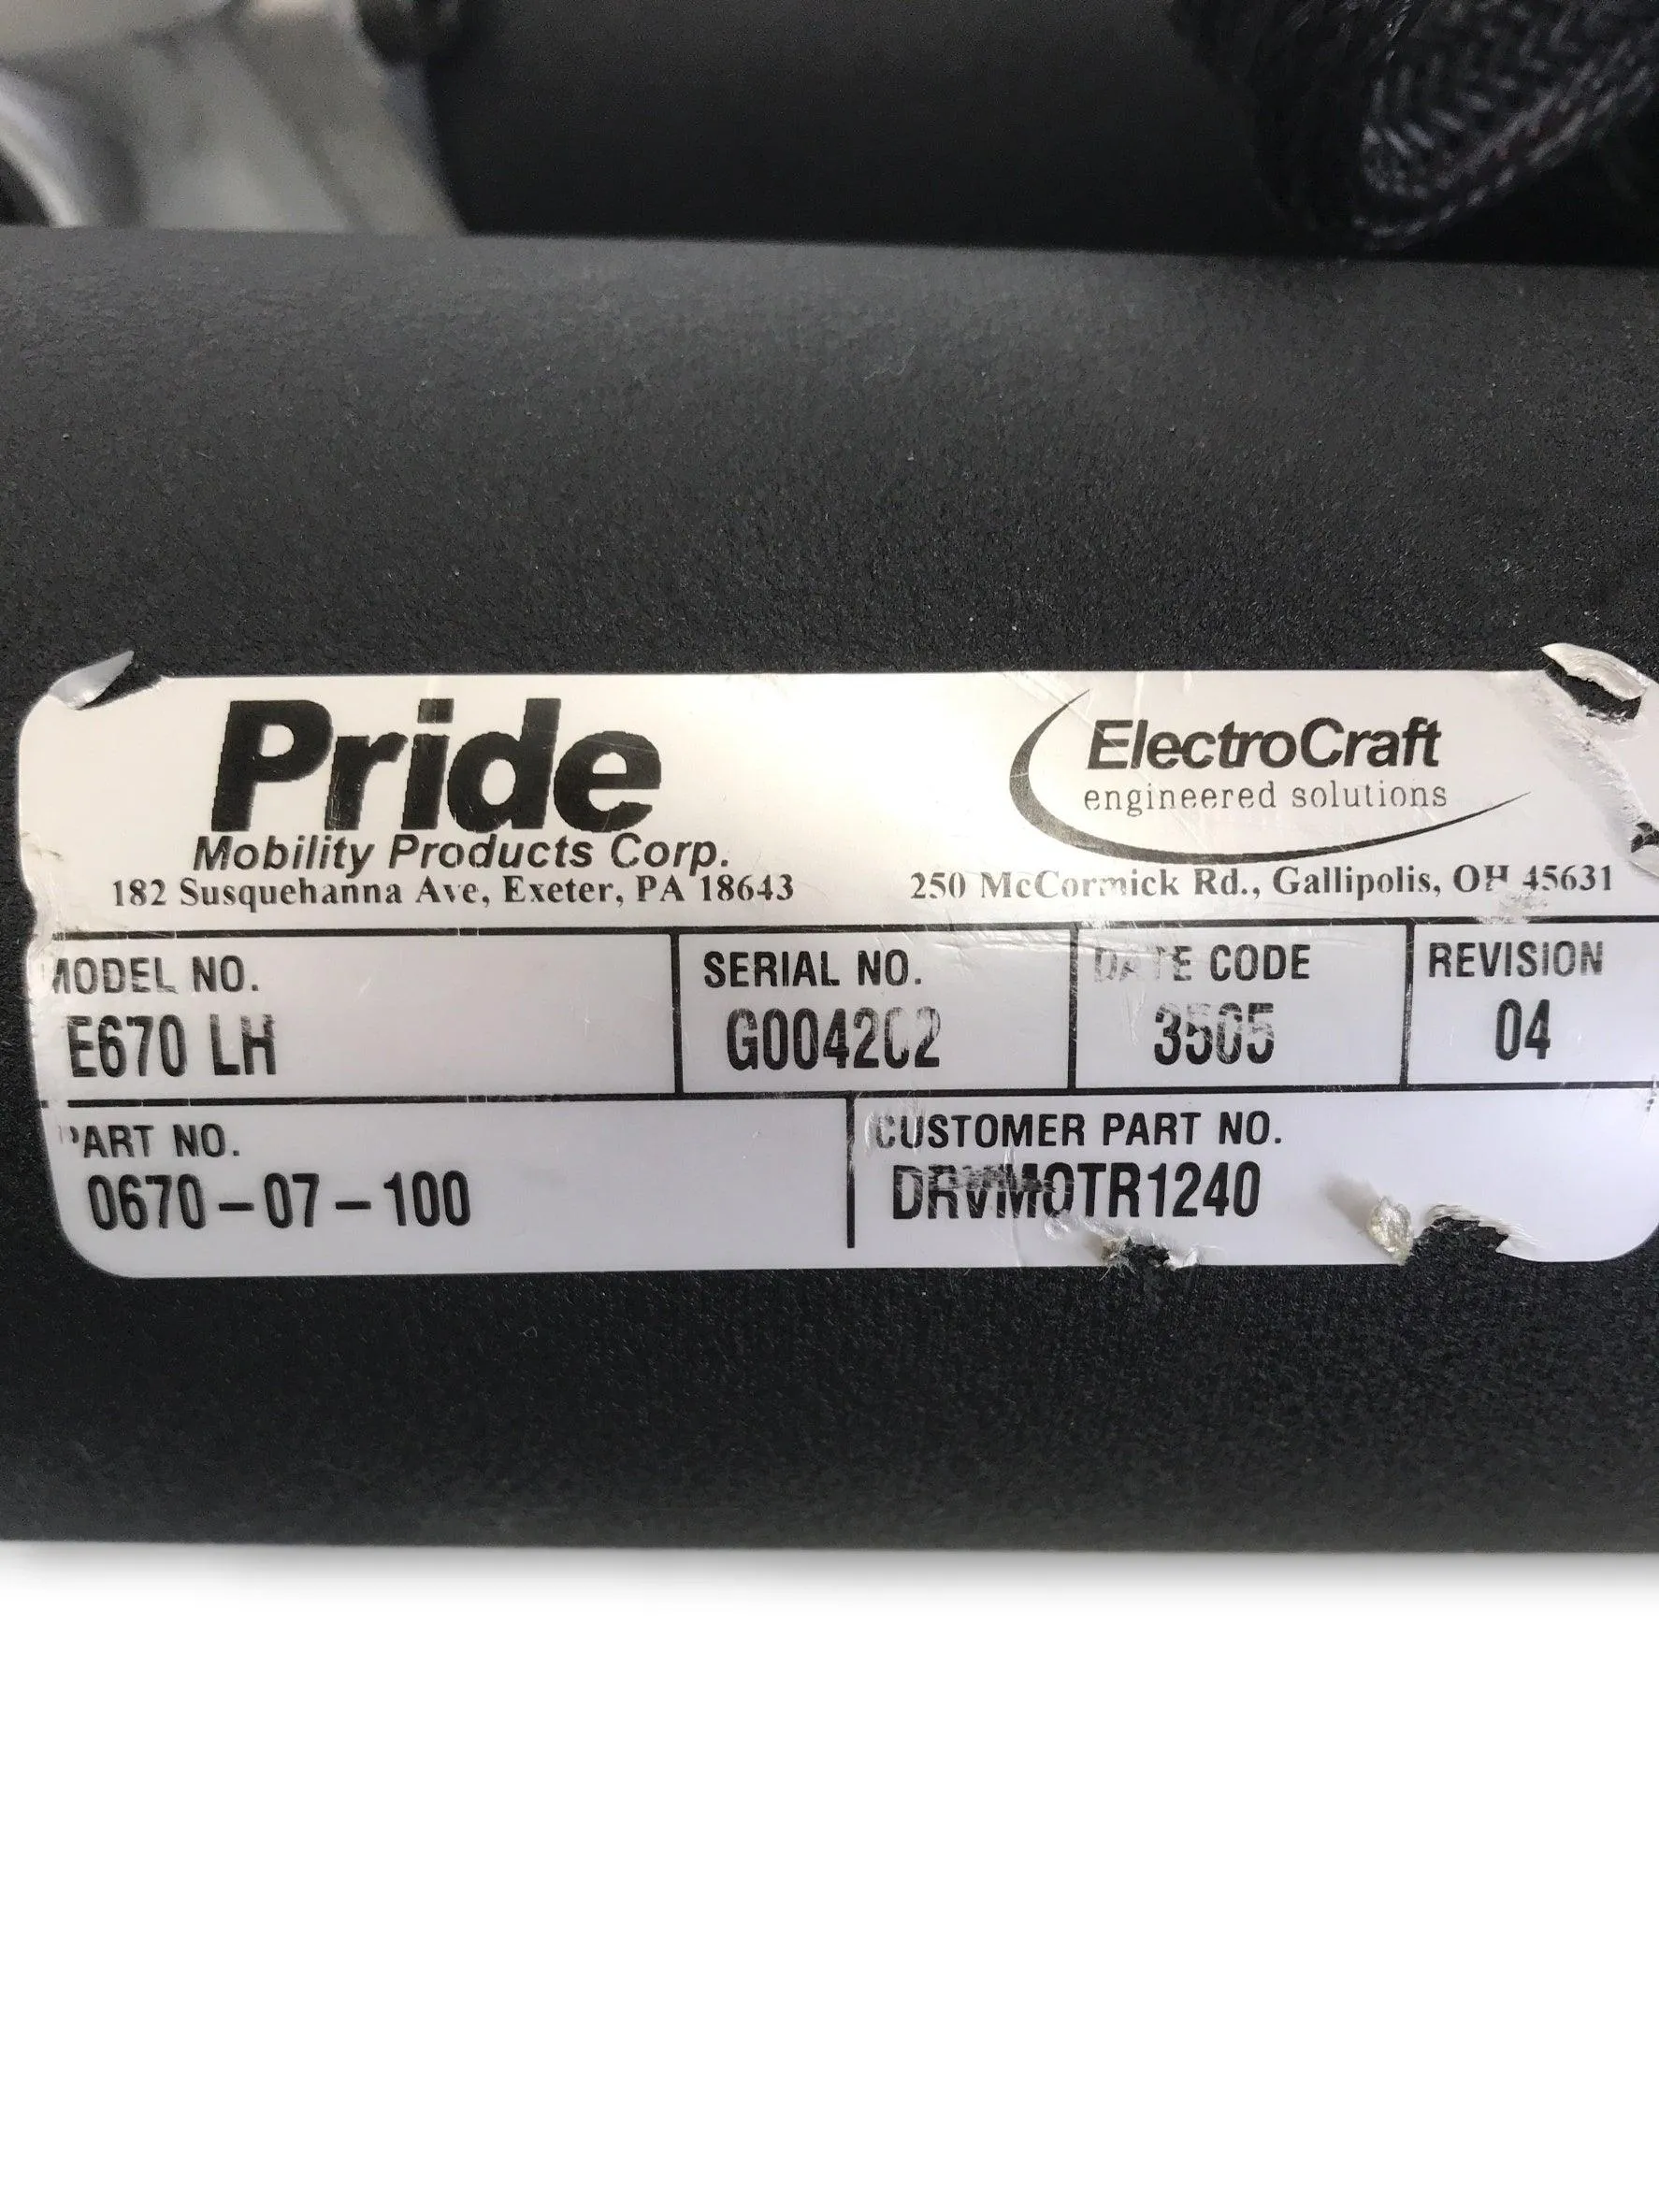 Pride
Mobility Products Corp.
182 Susquehanna Ave, Exeter, PA 18643
ElectroCraft
engineered solutions
250 McCormick Rd., Gallipolis, OH 45631
MODEL NO.
E670 LH
SERIAL NO.
G004202
DATE CODE
3505
REVISION
04
PART NO.
0670-07-100
CUSTOMER PART NO.
DRVMOTR1240